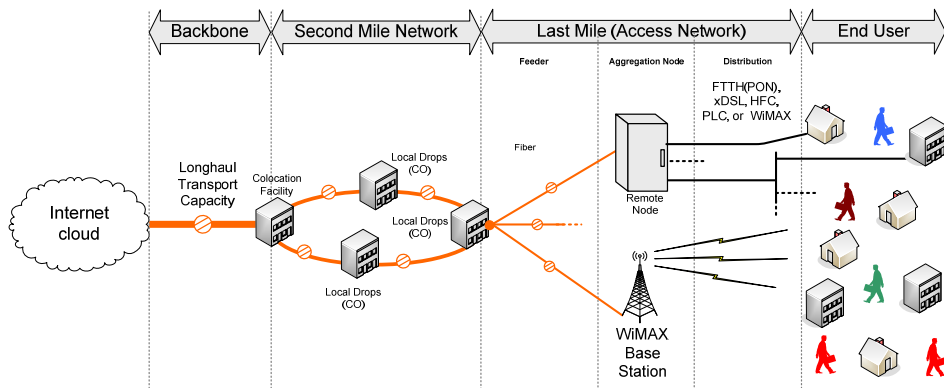 Backbone
Second Mile Network
Last Mile (Access Network)
End User
Feeder
Aggregation Node
Distribution
FTTH(PON),
xDSL, HFC,
PLC, or WiMAX
Fiber
Longhaul
Transport
Capacity
Colocation
Facility
Local Drops
(CO)
Local Drops
(CO)
Local Drops
(CO)
Internet
cloud
Remote
Node
WiMAX
Base
Station